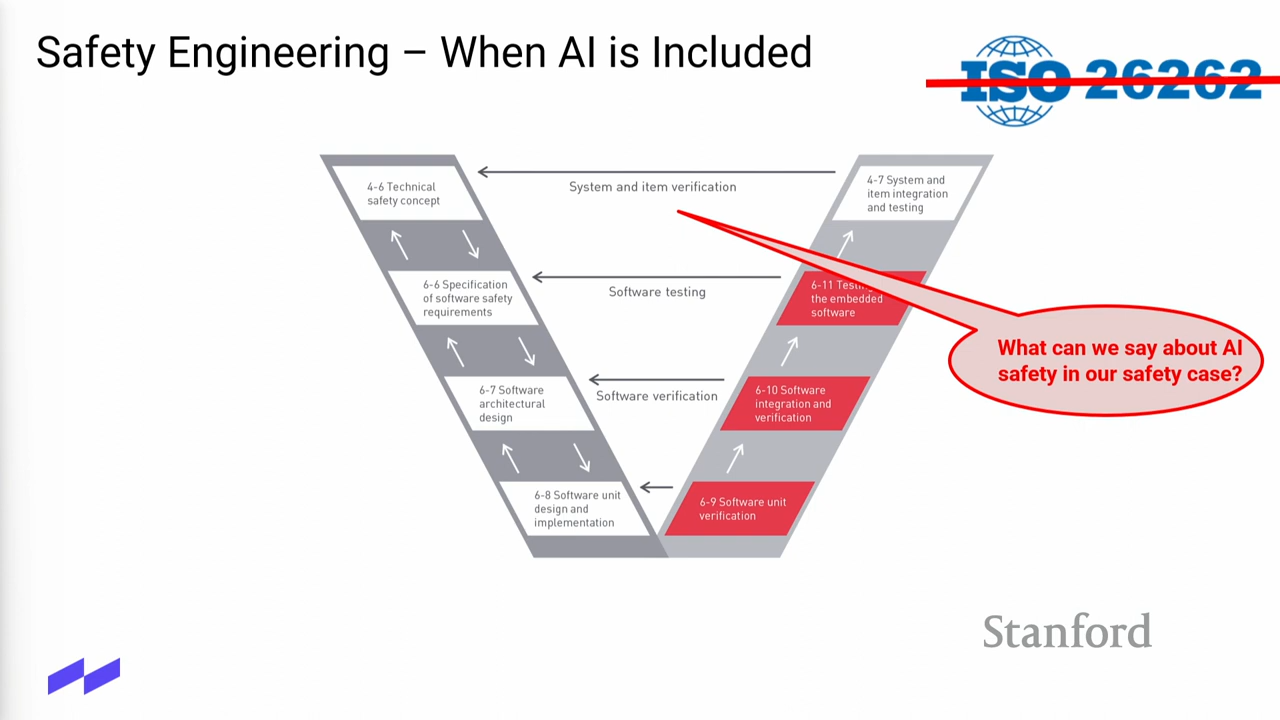 Safety Engineering – When AI is Included
ISO 26262
4-6 Technical
safety concept
System and item verification
4-7 System and
item integration
and testing
6-6 Specification
of software safety
requirements
Software testing
6-11 Testing
the embedded
software
What can we say about AI
safety in our safety case?
6-7 Software
architectural
design
Software verification
6-10 Software
integration and
verification
6-8 Software unit
design and
implementation
6-9 Software unit
verification
Stanford